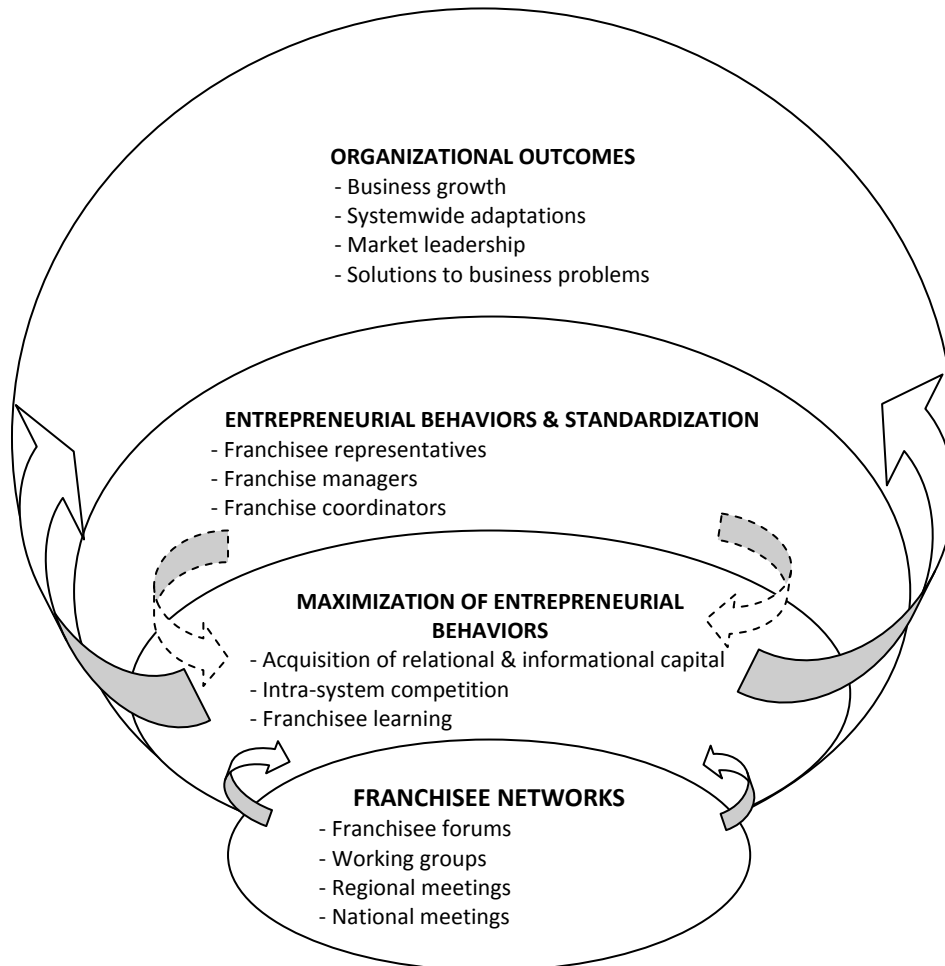 ORGANIZATIONAL OUTCOMES
- Business growth
- Systemwide adaptations
- Market leadership
- Solutions to business problems
ENTREPRENEURIAL BEHAVIORS & STANDARDIZATION
- Franchisee representatives
- Franchise managers
- Franchise coordinators
MAXIMIZATION OF ENTREPRENEURIAL
BEHAVIORS
- Acquisition of relational & informational capital
- Intra-system competition
- Franchisee learning
FRANCHISEE NETWORKS
- Franchisee forums
- Working groups
- Regional meetings
- National meetings